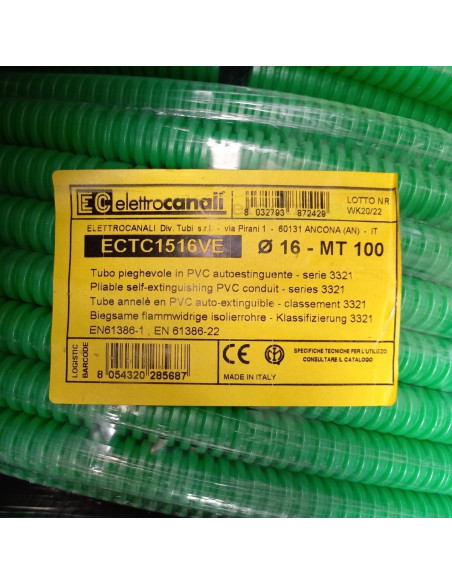 EC elettrocanali
8 032793 872429
LOTTO NR
WK20/22
ELETTROCANALI Div. Tubi s.r.l. - via Pirani 1 - 60131 ANCONA (AN) - IT
ECTC1516VE Ø 16 - MT 100
Tubo pieghevole in PVC autoestinguente - serie 3321
Pliable self-extinguishing PVC conduit - series 3321
Tube annelé en PVC auto-extinguible - classement 3321
Biegsame flammwidrige isolierrohre - Klassifizierung 3321
EN61386-1 , EN 61386-22
LOGISTIC
BARCODE
8 054320 285687
CE
MADE IN ITALY
SPECIFICHE TECNICHE PER L'UTILIZZO:
CONSULTARE IL CATALOGO